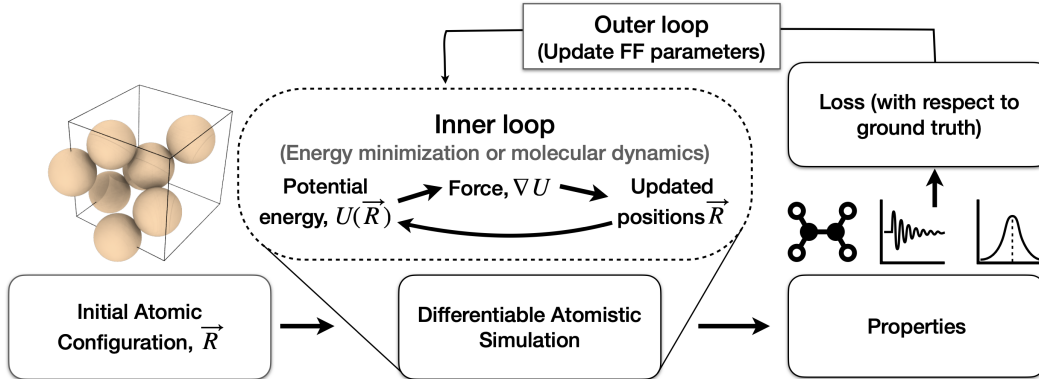 Outer loop
(Update FF parameters)
Loss (with respect to
ground truth)
Inner loop
(Energy minimization or molecular dynamics)
Potential
energy, U(R⃗)
Force, ∇U
Updated
positions R⃗
Initial Atomic
Configuration, R⃗
Differentiable Atomistic
Simulation
Properties